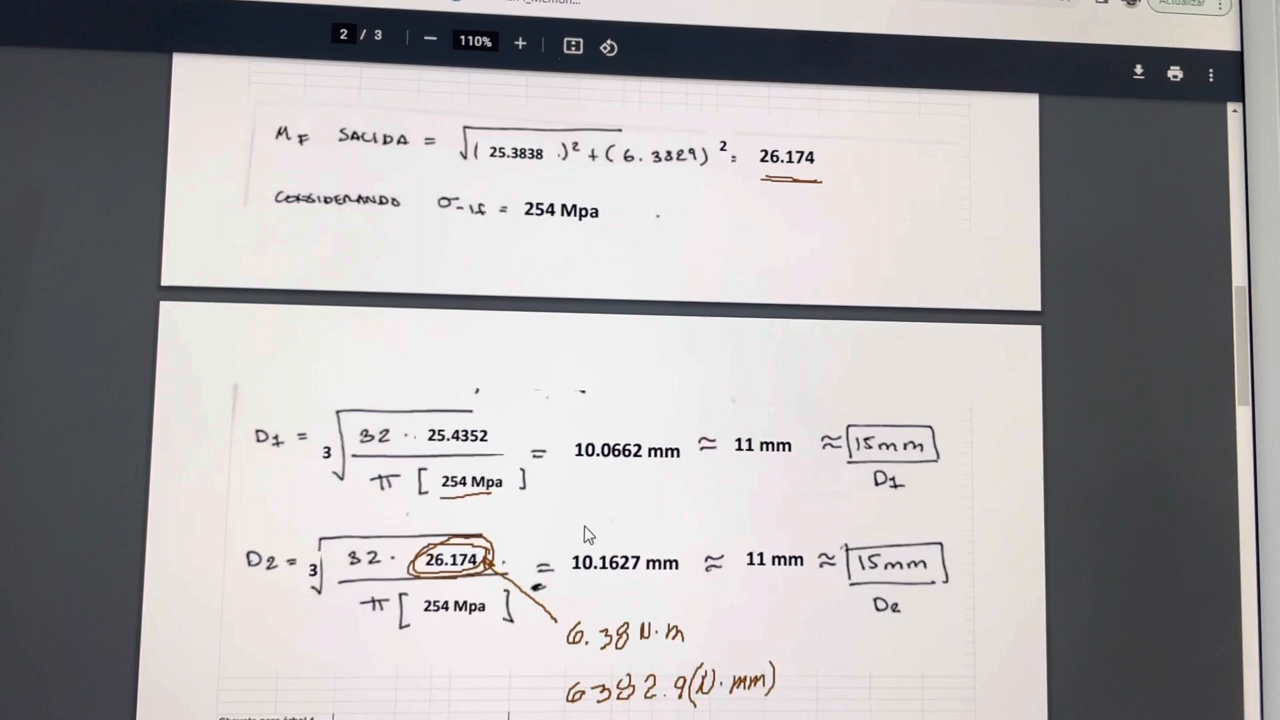 Actualizar
2 / 3 110%
MF SALIDA = √(25.3838.)² + (6.3829)² = 26.174
CONSIDERANDO σ-1f = 254 Mpa
D1 = ∛ 32 · 25.4352 / π [254 Mpa] = 10.0662 mm ≈ 11 mm ≈ 15mm
D1
D2 = ∛ 32 · 26.174 / π [254 Mpa] = 10.1627 mm ≈ 11 mm ≈ 15mm
D2
6.38 N·m
6382.9(N·mm)